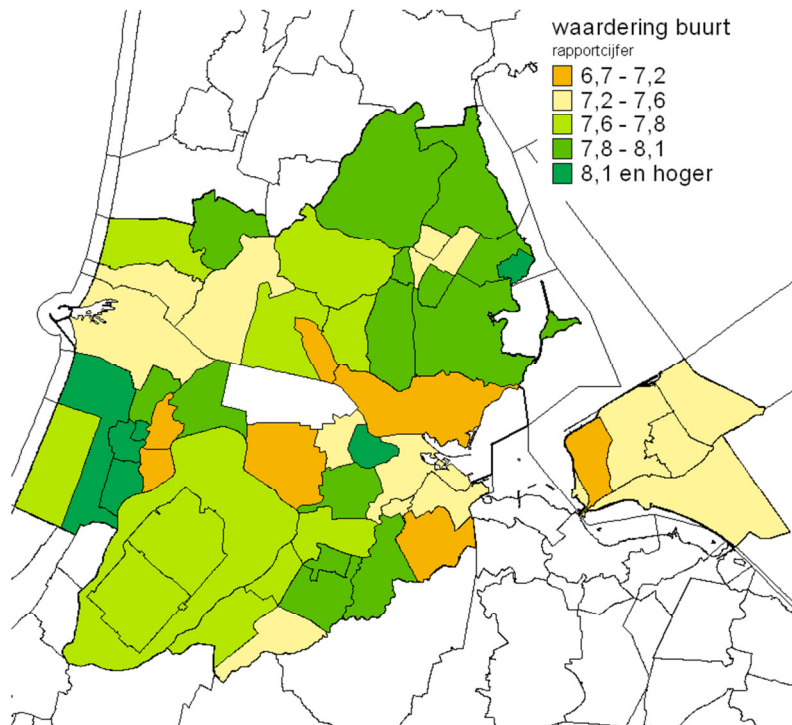 waardering buurt
rapportcijfer
6,7 - 7,2
7,2 - 7,6
7,6 - 7,8
7,8 - 8,1
8,1 en hoger